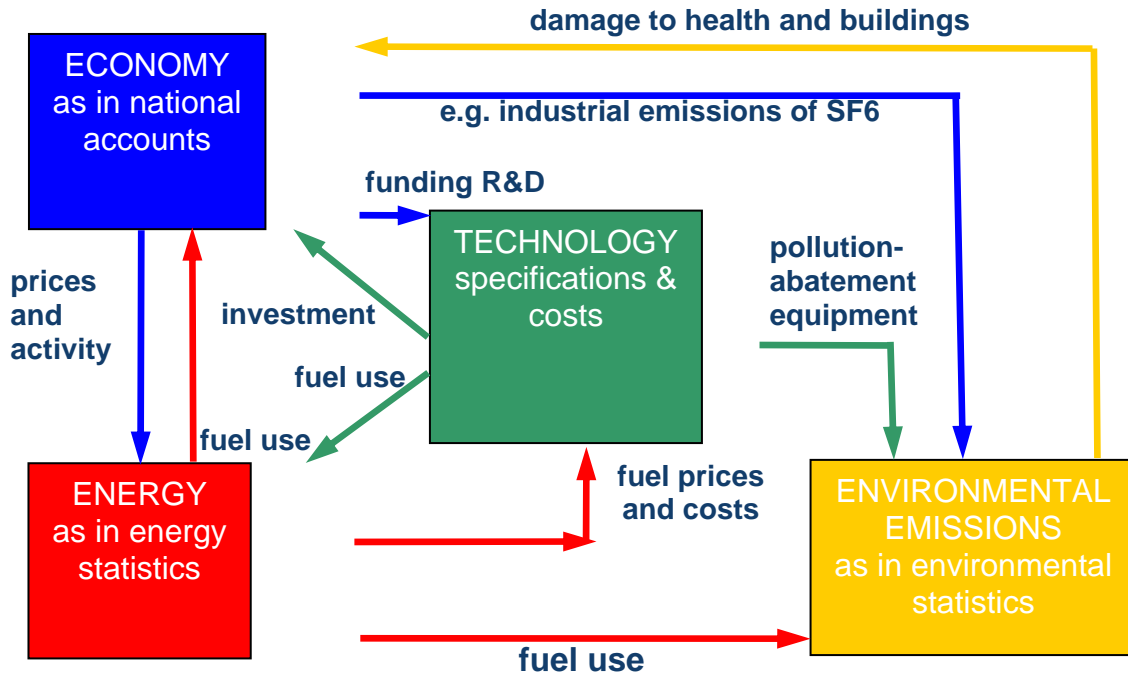 damage to health and buildings
ECONOMY
as in national
accounts
e.g. industrial emissions of SF6
funding R&D
TECHNOLOGY
specifications &
costs
pollution-
abatement
equipment
prices
and
activity
investment
fuel use
fuel use
ENERGY
as in energy
statistics
fuel prices
and costs
ENVIRONMENTAL
EMISSIONS
as in environmental
statistics
fuel use